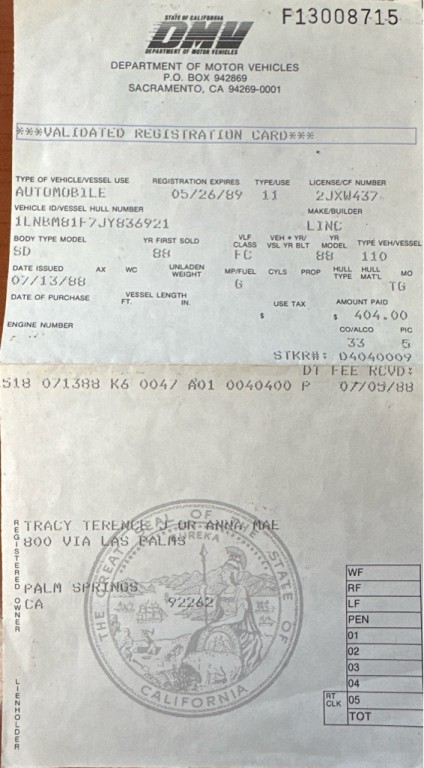 STATE OF CALIFORNIA
F13008715
DMV
DEPARTMENT OF MOTOR VEHICLES
DEPARTMENT OF MOTOR VEHICLES
P.O. BOX 942869
SACRAMENTO, CA 94269-0001
***VALIDATED REGISTRATION CARD***
TYPE OF VEHICLE/VESSEL USE REGISTRATION EXPIRES TYPE/USE LICENSE/CF NUMBER
AUTOMOBILE 05/26/89 11 2JXW437
VEHICLE ID/VESSEL HULL NUMBER MAKE/BUILDER
1LNBM81F7JY836921 LINC
BODY TYPE MODEL YR FIRST SOLD VLF CLASS VEH + YR/ VSL YR BLT YR MODEL TYPE VEH/VESSEL
SD 88 FC 88 110
DATE ISSUED AX WC UNLADEN WEIGHT MP/FUEL CYLS PROP HULL TYPE HULL MAT'L MO
07/13/88 G TG
DATE OF PURCHASE VESSEL LENGTH FT. IN. USE TAX AMOUNT PAID
$ $ 404.00
ENGINE NUMBER CO/ALCO PIC
33 5
STKR#: D4040009
DT FEE RCVD:
518 071388 K6 0047 A01 0040400 P 07/05/88
REGISTERED OWNER
TRACY TERENCE J OR ANNA MAE
800 VIA LAS PALMS
PALM SPRINGS
CA 92262
THE GREAT SEAL OF THE STATE OF CALIFORNIA
EUREKA
LIENHOLDER
WF
RF
LF
PEN
01
02
03
04
RT CLK 05
TOT